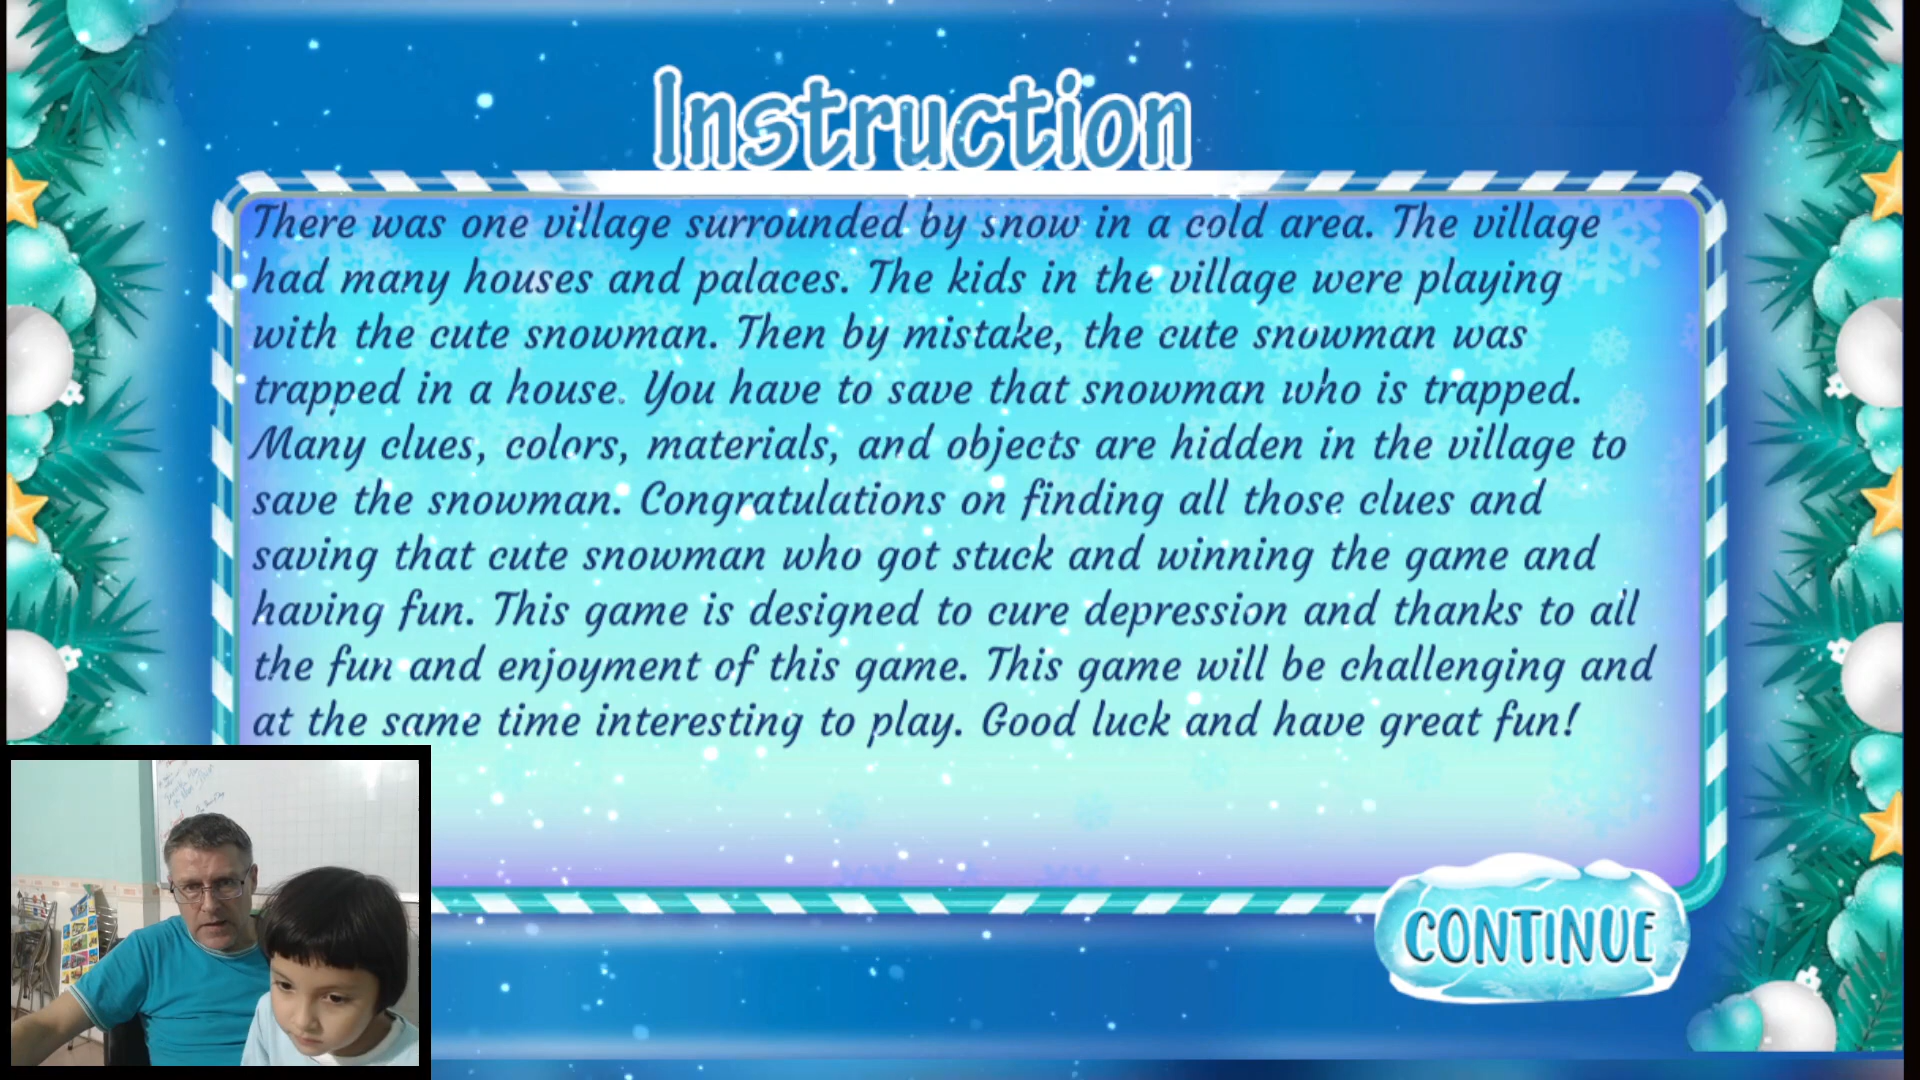 Instruction
There was one village surrounded by snow in a cold area. The village
had many houses and palaces. The kids in the village were playing
with the cute snowman. Then by mistake, the cute snowman was
trapped in a house. You have to save that snowman who is trapped.
Many clues, colors, materials, and objects are hidden in the village to
save the snowman. Congratulations on finding all those clues and
saving that cute snowman who got stuck and winning the game and
having fun. This game is designed to cure depression and thanks to all
the fun and enjoyment of this game. This game will be challenging and
at the same time interesting to play. Good luck and have great fun!
CONTINUE